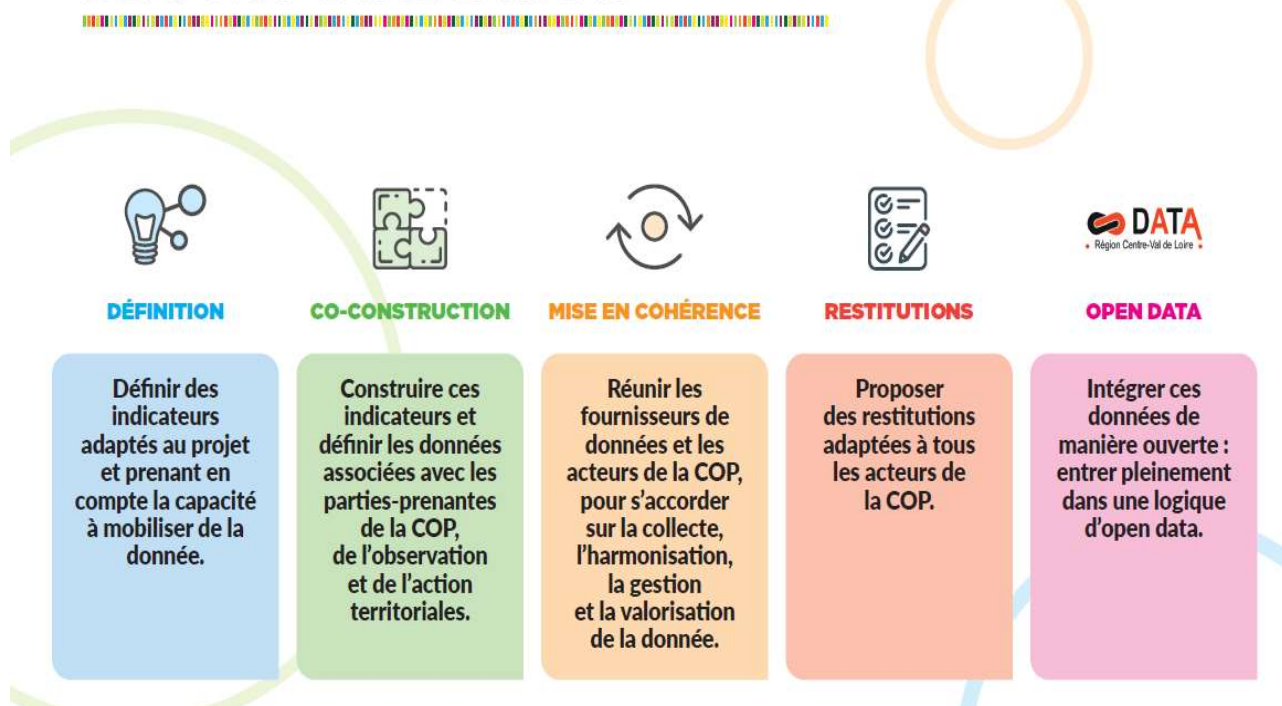 DATA
Région Centre-Val de Loire
DÉFINITION
CO-CONSTRUCTION
MISE EN COHÉRENCE
RESTITUTIONS
OPEN DATA
Définir des
indicateurs
adaptés au projet
et prenant en
compte la capacité
à mobiliser de la
donnée.
Construire ces
indicateurs et
définir les données
associées avec les
parties-prenantes
de la COP,
de l’observation
et de l’action
territoriales.
Réunir les
fournisseurs de
données et les
acteurs de la COP,
pour s’accorder
sur la collecte,
l’harmonisation,
la gestion
et la valorisation
de la donnée.
Proposer
des restitutions
adaptées à tous
les acteurs de
la COP.
Intégrer ces
données de
manière ouverte :
entrer pleinement
dans une logique
d’open data.